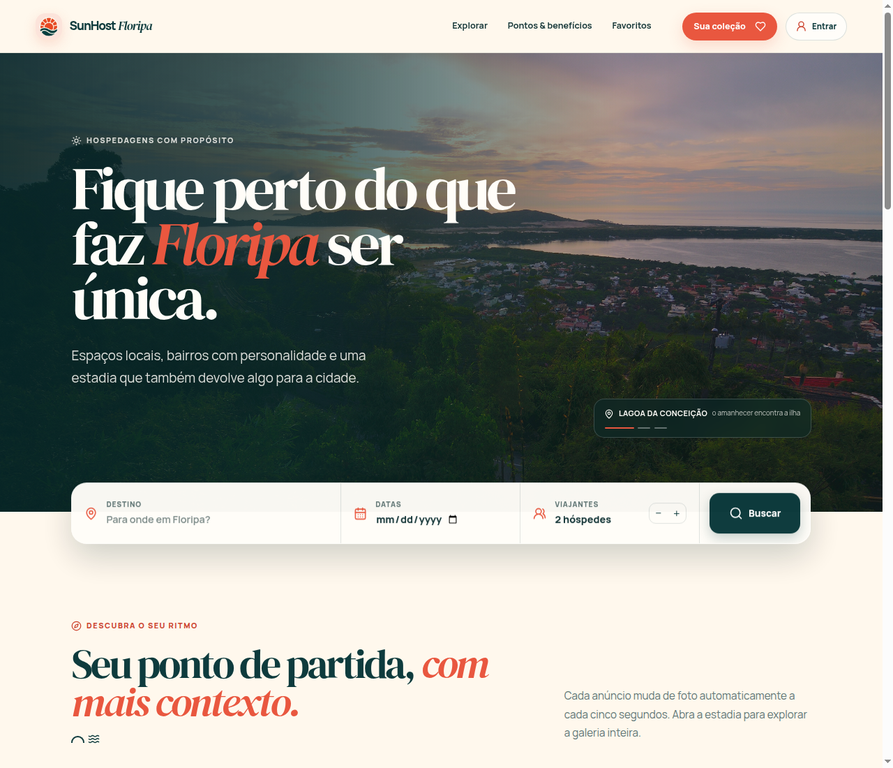 SunHost Floripa
Explorar
Pontos & benefícios
Favoritos
Sua coleção
Entrar
HOSPEDAGENS COM PROPÓSITO
Fique perto do que
faz Floripa ser
única.
Espaços locais, bairros com personalidade e uma
estadia que também devolve algo para a cidade.
LAGOA DA CONCEIÇÃO o amanhecer encontra a ilha
DESTINO
Para onde em Floripa?
DATAS
mm/dd/yyyy
VIAJANTES
2 hóspedes
− +
Buscar
DESCUBRA O SEU RITMO
Seu ponto de partida, com
mais contexto.
Cada anúncio muda de foto automaticamente a
cada cinco segundos. Abra a estadia para explorar
a galeria inteira.